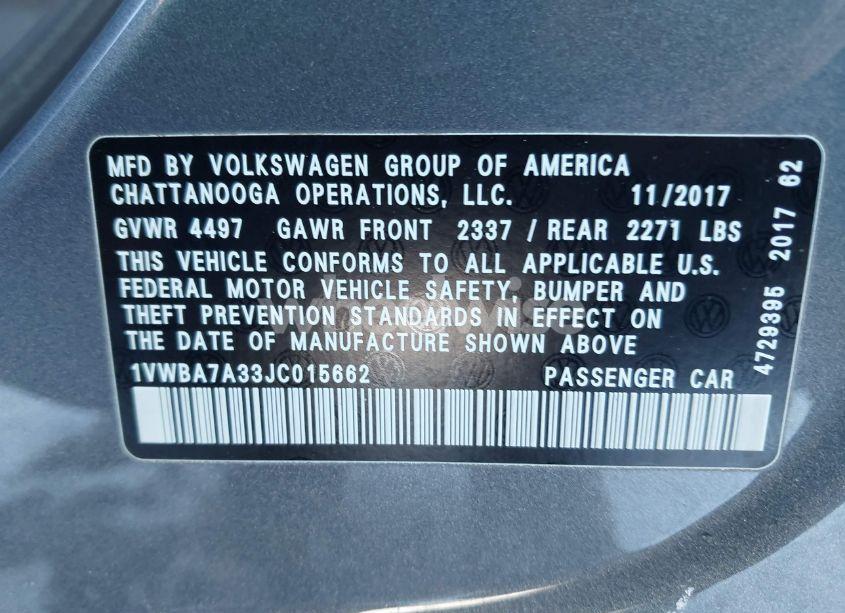 MFD BY VOLKSWAGEN GROUP OF AMERICA
CHATTANOOGA OPERATIONS, LLC. 11/2017
GVWR 4497 GAWR FRONT 2337 / REAR 2271 LBS
THIS VEHICLE CONFORMS TO ALL APPLICABLE U.S.
FEDERAL MOTOR VEHICLE SAFETY, BUMPER AND
THEFT PREVENTION STANDARDS IN EFFECT ON
THE DATE OF MANUFACTURE SHOWN ABOVE
1VWBA7A33JC015662 PASSENGER CAR
4729395 2017 62